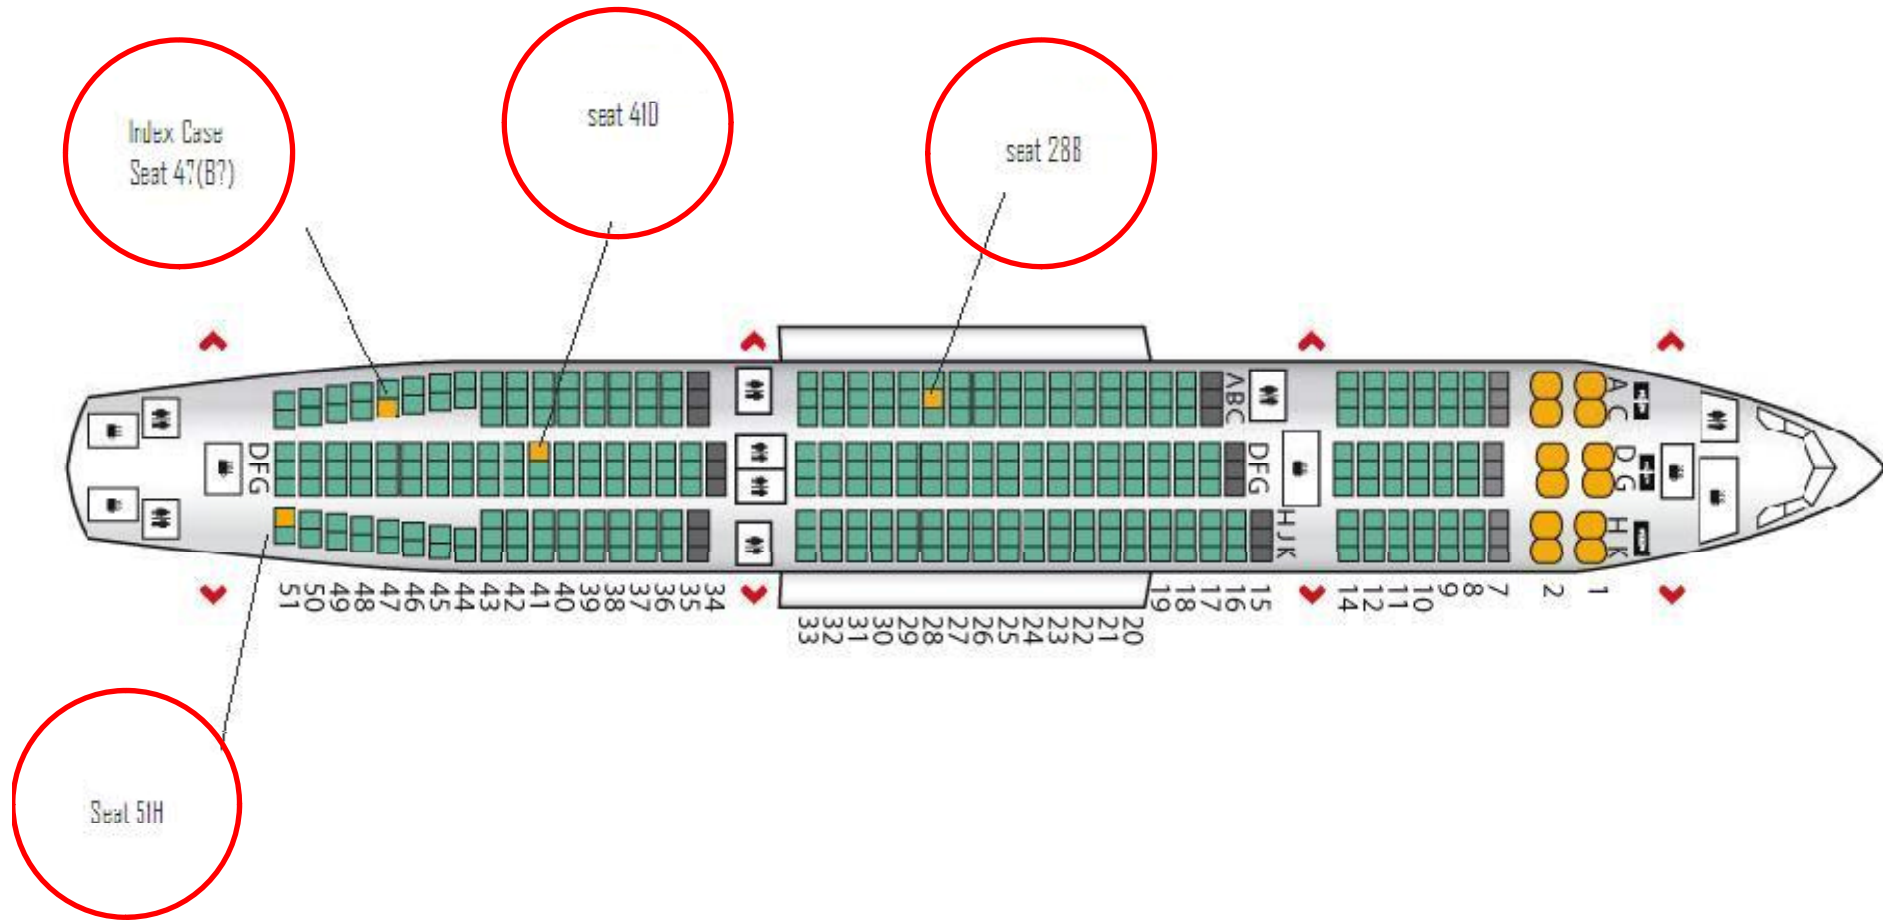 Index Case
Seat 47(B?)
seat 41D
seat 28B
A
C
D
G
H
K
ABC
DFG
HJK
DFG
51 50 49 48 47 46 45 44 43 42 41 40 39 38 37 36 35 34
33 32 31 30 29 28 27 26 25 24 23 22 21 20
19 18 17 16 15
14 12 11 10 9 8 7
2 1
Seat 51H